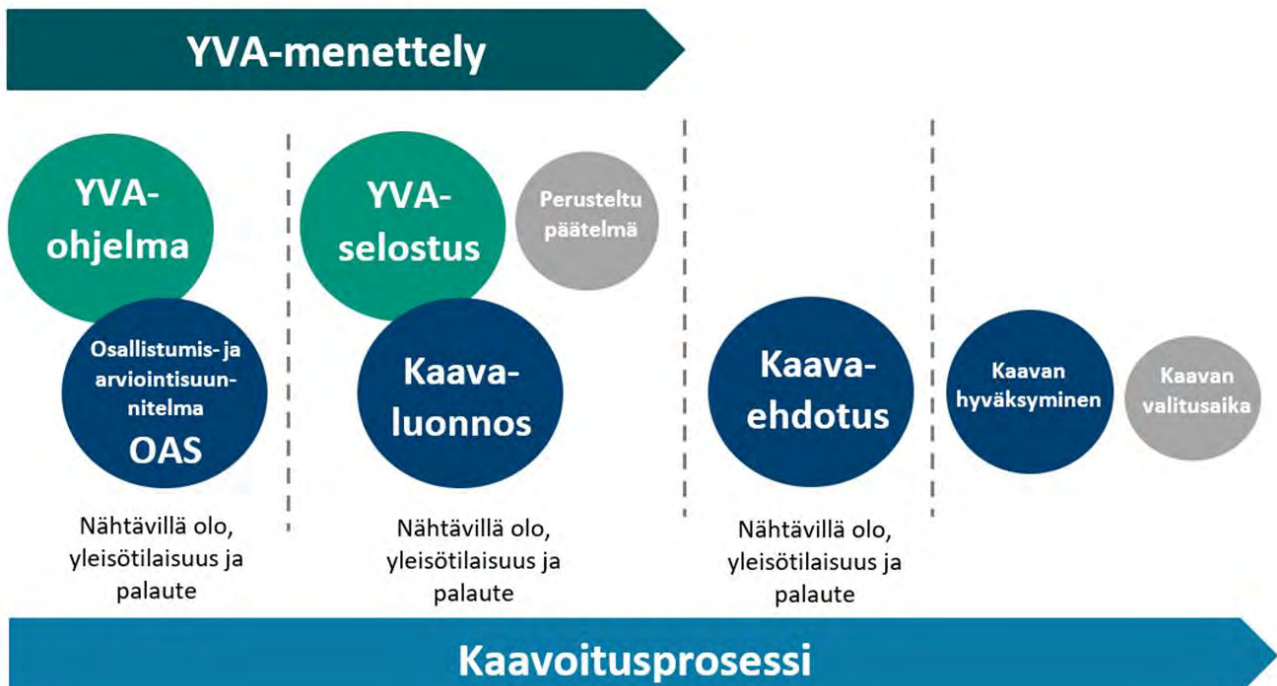 YVA-menettely
YVA-
ohjelma
Osallistumis- ja
arviointisuun-
nitelma
OAS
Nähtävillä olo,
yleisötilaisuus ja
palaute
YVA-
selostus
Perusteltu
päätelmä
Kaava-
luonnos
Nähtävillä olo,
yleisötilaisuus ja
palaute
Kaava-
ehdotus
Nähtävillä olo,
yleisötilaisuus ja
palaute
Kaavan
hyväksyminen
Kaavan
valitusaika
Kaavoitusprosessi